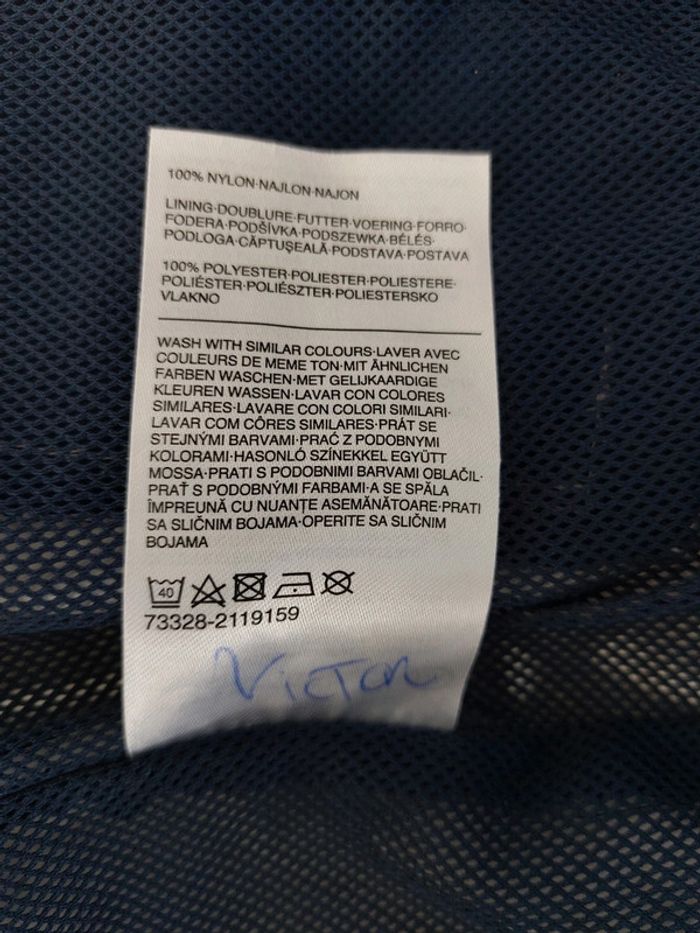 100% NYLON·NAJLON·NAJON
LINING·DOUBLURE·FUTTER·VOERING·FORRO·
FODERA·PODŠÍVKA·PODSZEWKA·BÉLÉS·
PODLOGA·CĂPTUȘEALĂ·PODSTAVA·POSTAVA
100% POLYESTER·POLIESTER·POLIESTERE·
POLIÉSTER·POLIÉSZTER·POLIESTERSKO
VLAKNO
WASH WITH SIMILAR COLOURS·LAVER AVEC
COULEURS DE MEME TON·MIT ÄHNLICHEN
FARBEN WASCHEN·MET GELIJKAARDIGE
KLEUREN WASSEN·LAVAR CON COLORES
SIMILARES·LAVARE CON COLORI SIMILARI·
LAVAR COM CÔRES SIMILARES·PRÁT SE
STEJNÝMI BARVAMI·PRAĆ Z PODOBNYMI
KOLORAMI·HASONLÓ SZÍNEKKEL EGYÜTT
MOSSA·PRATI S PODOBNIMI BARVAMI OBLAČIL·
PRAŤ S PODOBNÝMI FARBAMI·A SE SPĂLA
ÎMPREUNĂ CU NUANȚE ASEMĂNĂTOARE·PRATI
SA SLIČNIM BOJAMA·OPERITE SA SLIČNIM
BOJAMA
40
73328-2119159
VICTOR